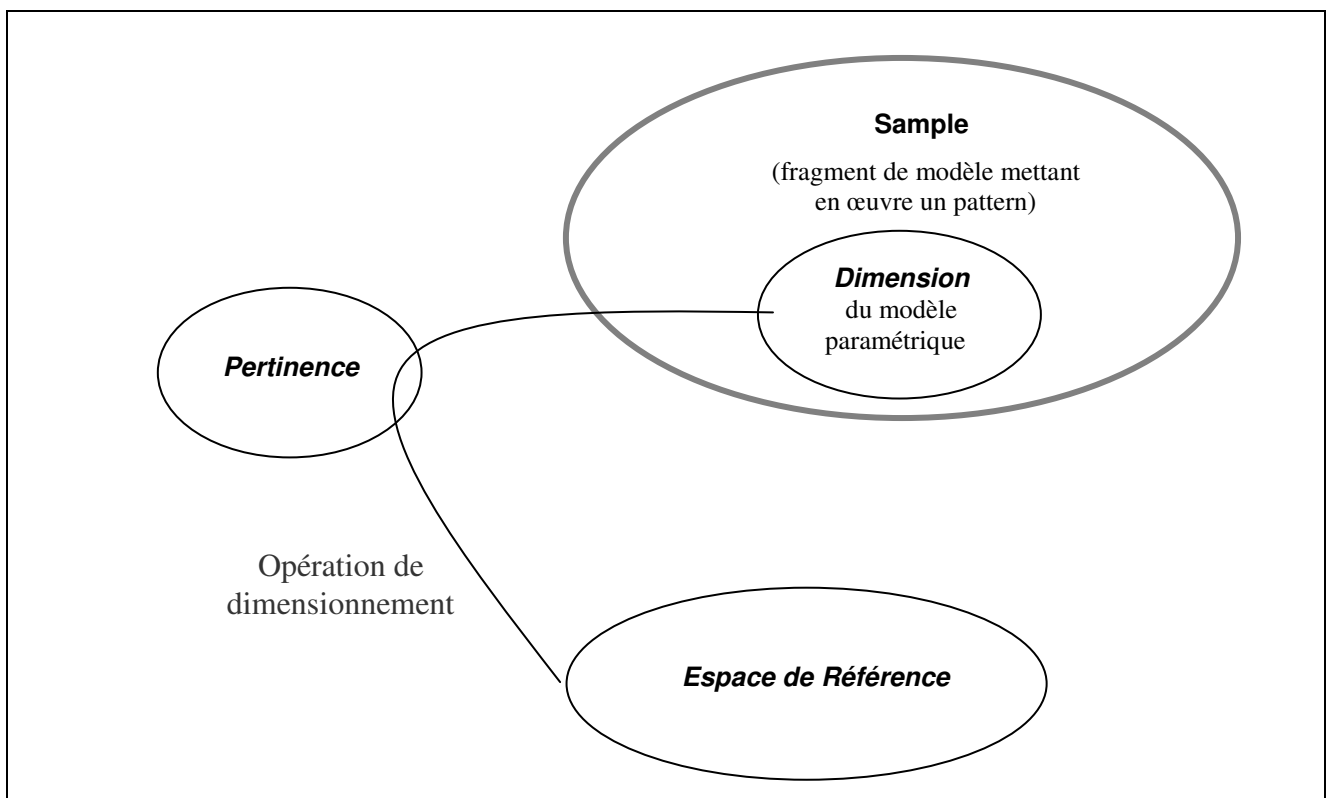 Sample
(fragment de modèle mettant
en œuvre un pattern)
Dimension
du modèle
paramétrique
Pertinence
Opération de
dimensionnement
Espace de Référence